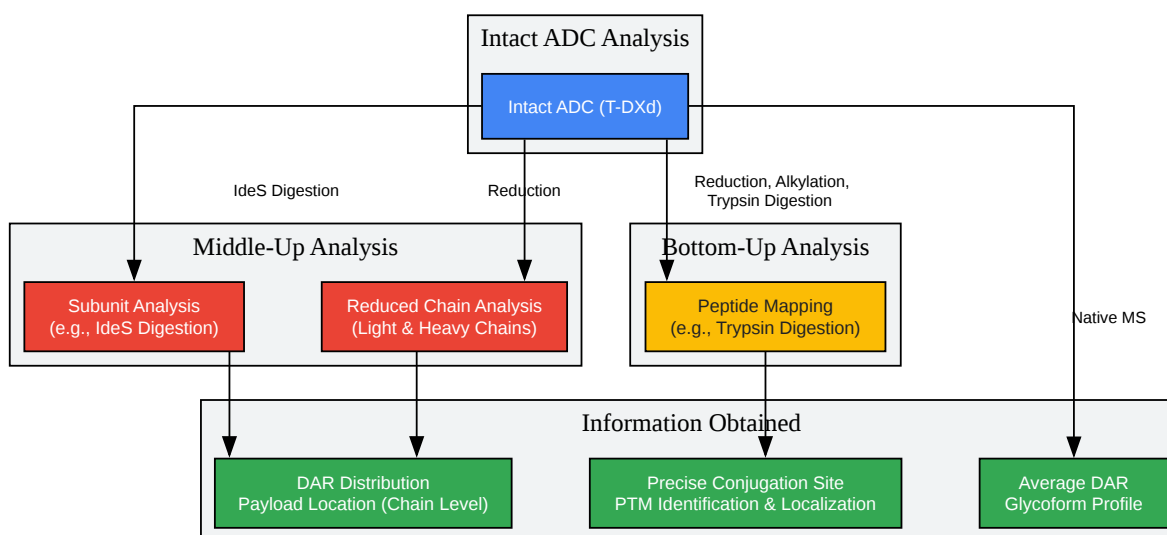 Intact ADC Analysis
Intact ADC (T-DXd)
IdeS Digestion
Reduction
Reduction, Alkylation,
Trypsin Digestion
Middle-Up Analysis
Bottom-Up Analysis
Subunit Analysis
(e.g., IdeS Digestion)
Reduced Chain Analysis
(Light & Heavy Chains)
Peptide Mapping
(e.g., Trypsin Digestion)
Native MS
Information Obtained
DAR Distribution
Payload Location (Chain Level)
Precise Conjugation Site
PTM Identification & Localization
Average DAR
Glycoform Profile